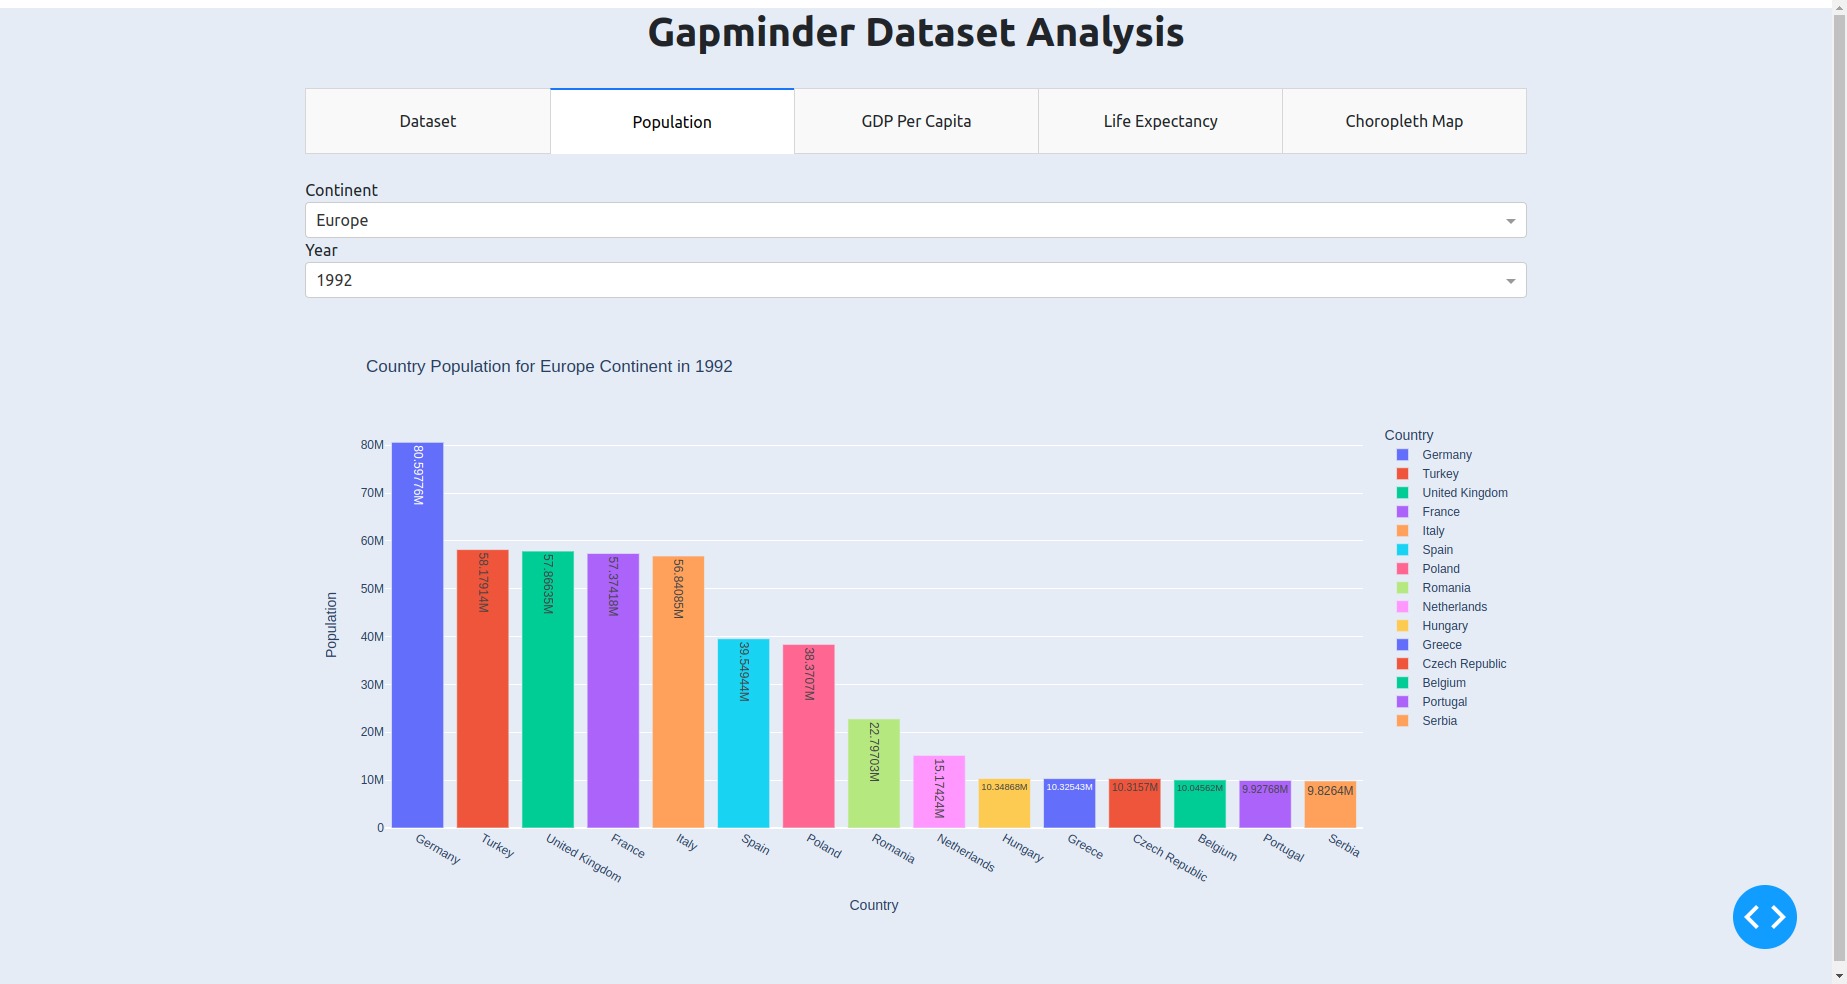 Gapminder Dataset Analysis
Dataset
Population
GDP Per Capita
Life Expectancy
Choropleth Map
Continent
Europe
Year
1992
Country Population for Europe Continent in 1992
Population
80M
70M
60M
50M
40M
30M
20M
10M
0
80.59776M
58.17914M
57.86635M
57.37418M
56.84085M
39.54944M
38.3707M
22.79703M
15.17424M
10.34868M
10.32543M
10.3157M
10.04562M
9.92768M
9.8264M
Germany
Turkey
United Kingdom
France
Italy
Spain
Poland
Romania
Netherlands
Hungary
Greece
Czech Republic
Belgium
Portugal
Serbia
Country
Country
Germany
Turkey
United Kingdom
France
Italy
Spain
Poland
Romania
Netherlands
Hungary
Greece
Czech Republic
Belgium
Portugal
Serbia